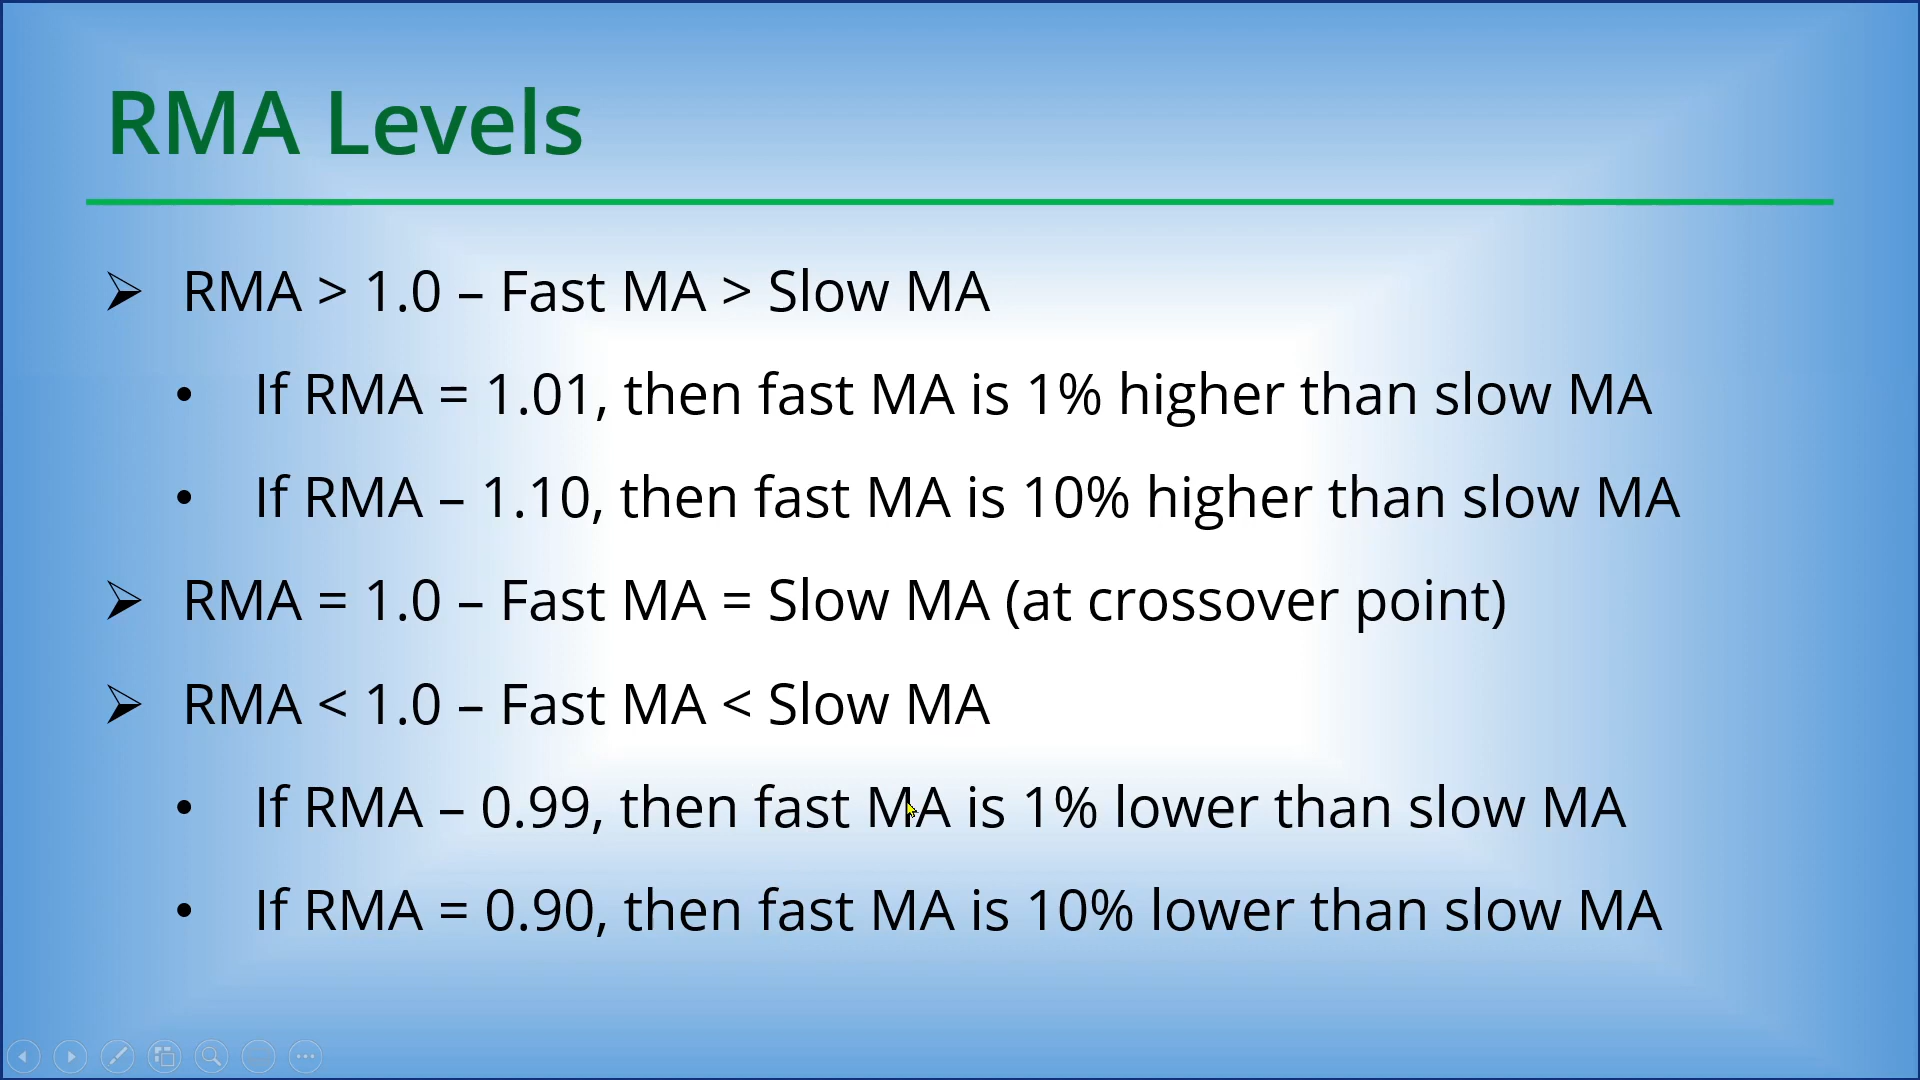 RMA Levels
➢ RMA > 1.0 – Fast MA > Slow MA
• If RMA = 1.01, then fast MA is 1% higher than slow MA
• If RMA – 1.10, then fast MA is 10% higher than slow MA
➢ RMA = 1.0 – Fast MA = Slow MA (at crossover point)
➢ RMA < 1.0 – Fast MA < Slow MA
• If RMA – 0.99, then fast MA is 1% lower than slow MA
• If RMA = 0.90, then fast MA is 10% lower than slow MA